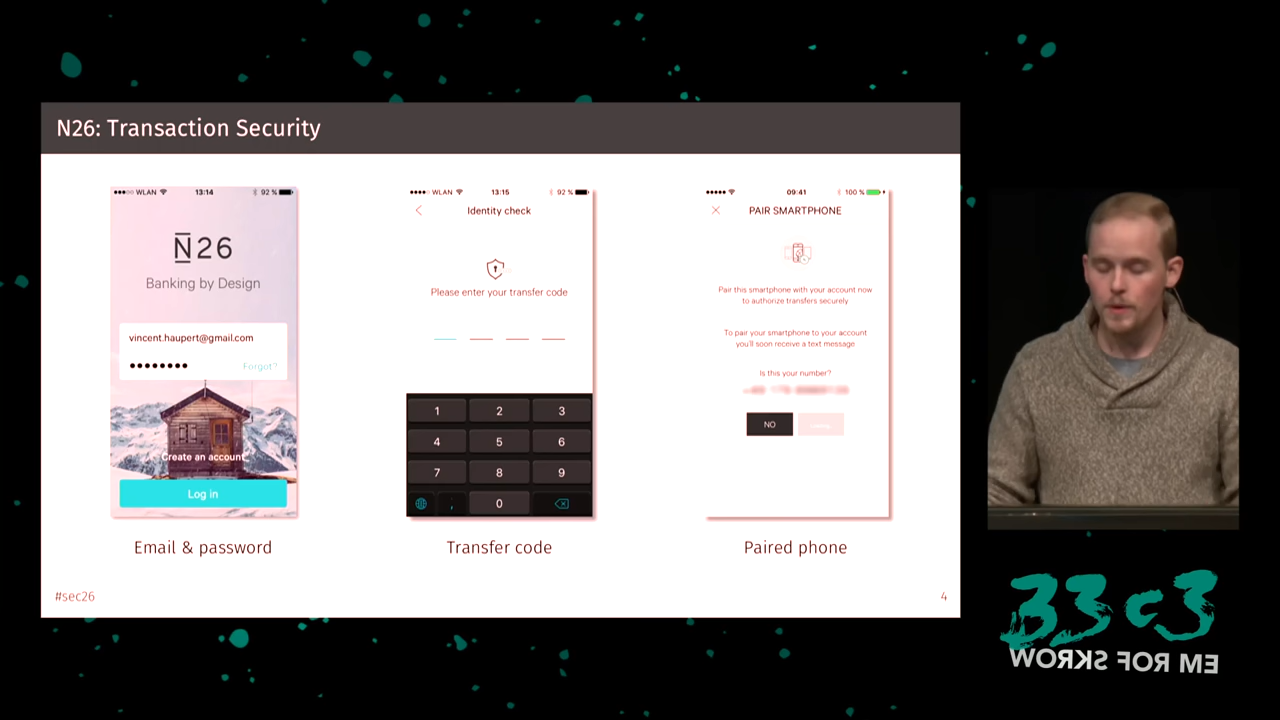 N26: Transaction Security
WLAN 13:14 92 %
N26
Banking by Design
vincent.haupert@gmail.com
Forgot?
Create an account
Log in
Email & password
WLAN 13:15 92 %
Identity check
Please enter your transfer code
1 2 3
4 5 6
7 8 9
; 0
Transfer code
09:41 100 %
PAIR SMARTPHONE
Pair this smartphone with your account now
to authorize transfers securely
To pair your smartphone to your account
you'll soon receive a text message
Is this your number?
NO
Paired phone
#sec26
4
33c3
WORKS FOR ME